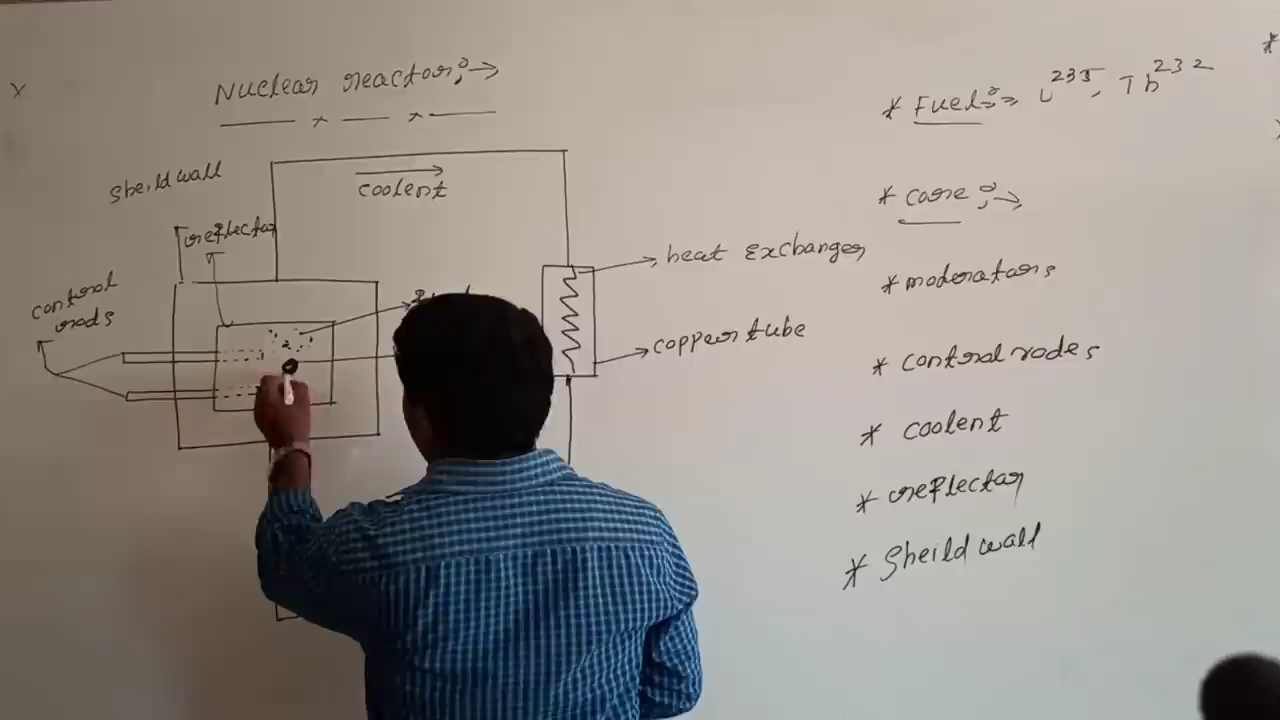 Nuclear reactor:→
* Fuel:⇒ U²³⁵, Th²³²
Sheild wall
coolent
* Core:→
reflector
heat Exchanger
* moderators
control
rods
copper tube
* control rodes
* coolent
* reflector
* Sheild wall